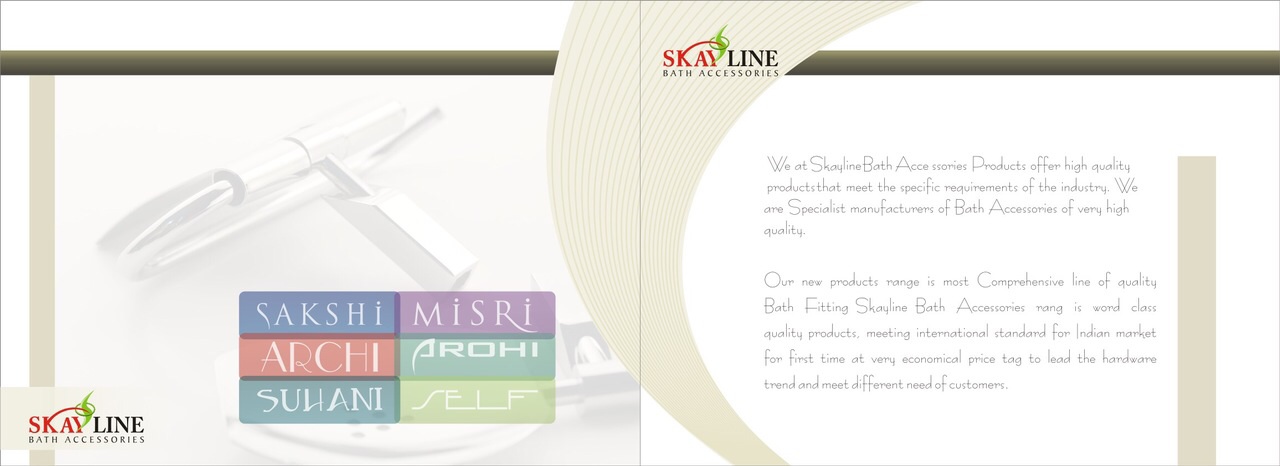 SAKSHi
MiSRi
ARCHI
AROHI
SUHANI
SELF
SKAYLINE
BATH ACCESSORIES
SKAYLINE
BATH ACCESSORIES
We at Skayline Bath Acce ssories Products offer high quality
products that meet the specific requirements of the industry. We
are Specialist manufacturers of Bath Accessories of very high
quality.
Our new products range is most Comprehensive line of quality
Bath Fitting Skayline Bath Accessories rang is word class
quality products, meeting international standard for Indian market
for first time at very economical price tag to lead the hardware
trend and meet different need of customers.